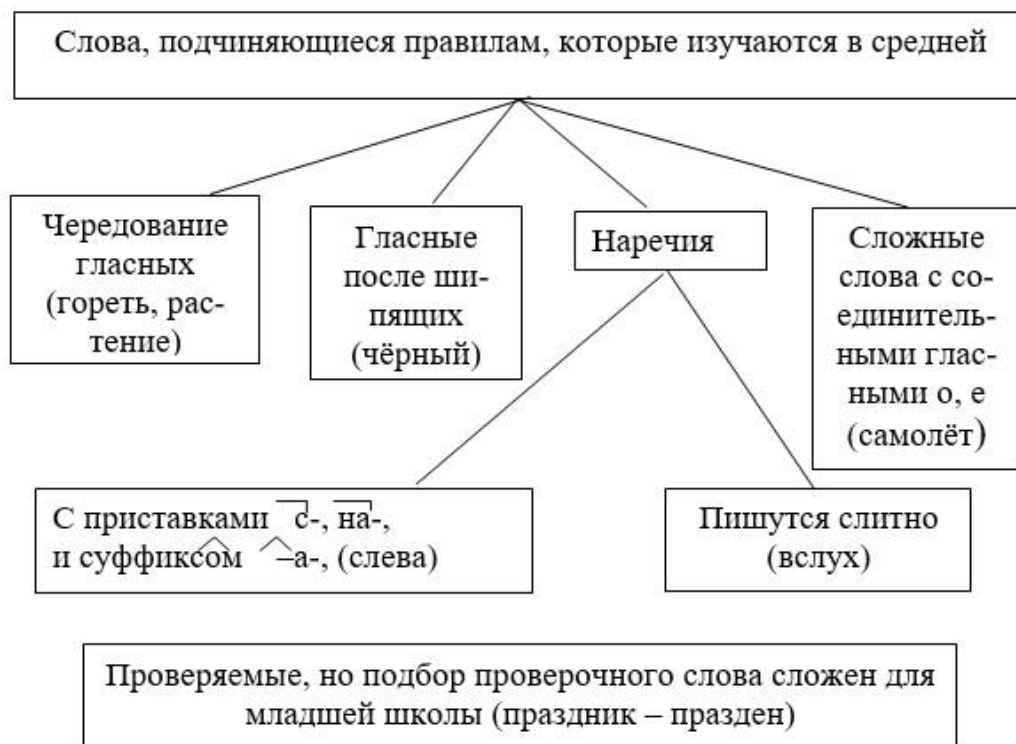 Слова, подчиняющиеся правилам, которые изучаются в средней
Чередование
гласных
(гореть, рас-
тение)
Гласные
после ши-
пящих
(чёрный)
Наречия
Сложные
слова с со-
единитель-
ными глас-
ными о, е
(самолёт)
С приставками с-, на-,
и суффиксом –а-, (слева)
Пишутся слитно
(вслух)
Проверяемые, но подбор проверочного слова сложен для
младшей школы (праздник – празден)